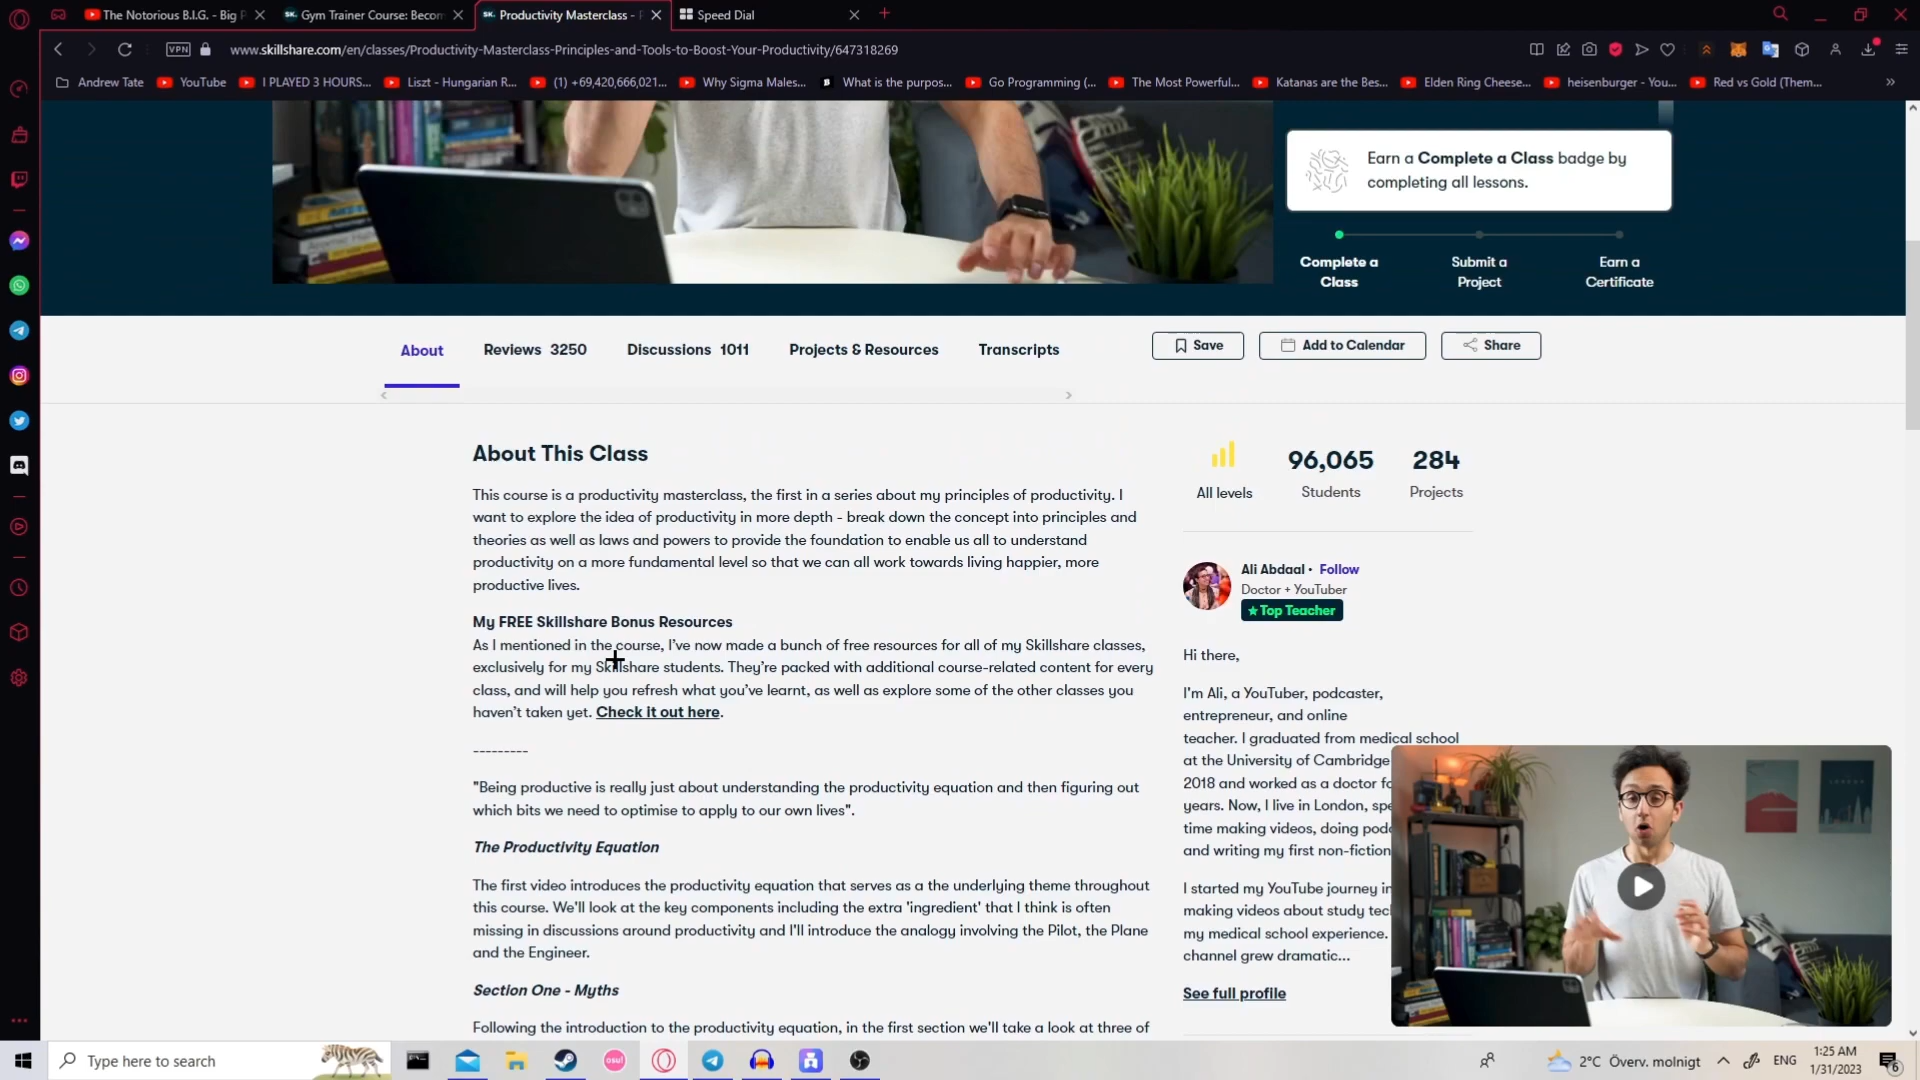 The Notorious B.I.G. - Big P
Gym Trainer Course: Becom
Productivity Masterclass - P
Speed Dial
VPN
www.skillshare.com/en/classes/Productivity-Masterclass-Principles-and-Tools-to-Boost-Your-Productivity/647318269
Andrew Tate
YouTube
I PLAYED 3 HOURS...
Liszt - Hungarian R...
(1) +69,420,666,021...
Why Sigma Males...
What is the purpos...
Go Programming (...
The Most Powerful...
Katanas are the Bes...
Elden Ring Cheese...
heisenburger - You...
Red vs Gold (Them...
Earn a Complete a Class badge by
completing all lessons.
Complete a
Class
Submit a
Project
Earn a
Certificate
About
Reviews 3250
Discussions 1011
Projects & Resources
Transcripts
Save
Add to Calendar
Share
About This Class
This course is a productivity masterclass, the first in a series about my principles of productivity. I
want to explore the idea of productivity in more depth - break down the concept into principles and
theories as well as laws and powers to provide the foundation to enable us all to understand
productivity on a more fundamental level so that we can all work towards living happier, more
productive lives.
My FREE Skillshare Bonus Resources
As I mentioned in the course, I've now made a bunch of free resources for all of my Skillshare classes,
exclusively for my Skillshare students. They're packed with additional course-related content for every
class, and will help you refresh what you've learnt, as well as explore some of the other classes you
haven't taken yet. Check it out here.
---------
"Being productive is really just about understanding the productivity equation and then figuring out
which bits we need to optimise to apply to our own lives".
The Productivity Equation
The first video introduces the productivity equation that serves as a the underlying theme throughout
this course. We'll look at the key components including the extra 'ingredient' that I think is often
missing in discussions around productivity and I'll introduce the analogy involving the Pilot, the Plane
and the Engineer.
Section One - Myths
Following the introduction to the productivity equation, in the first section we'll take a look at three of
All levels
96,065
Students
284
Projects
Ali Abdaal • Follow
Doctor + YouTuber
Top Teacher
Hi there,
I'm Ali, a YouTuber, podcaster,
entrepreneur, and online
teacher. I graduated from medical school
at the University of Cambridge
2018 and worked as a doctor fo
years. Now, I live in London, spe
time making videos, doing podc
and writing my first non-fiction
I started my YouTube journey in
making videos about study tec
my medical school experience.
channel grew dramatic...
See full profile
Type here to search
osu!
2°C Överv. molnigt
ENG
1:25 AM
1/31/2023
6